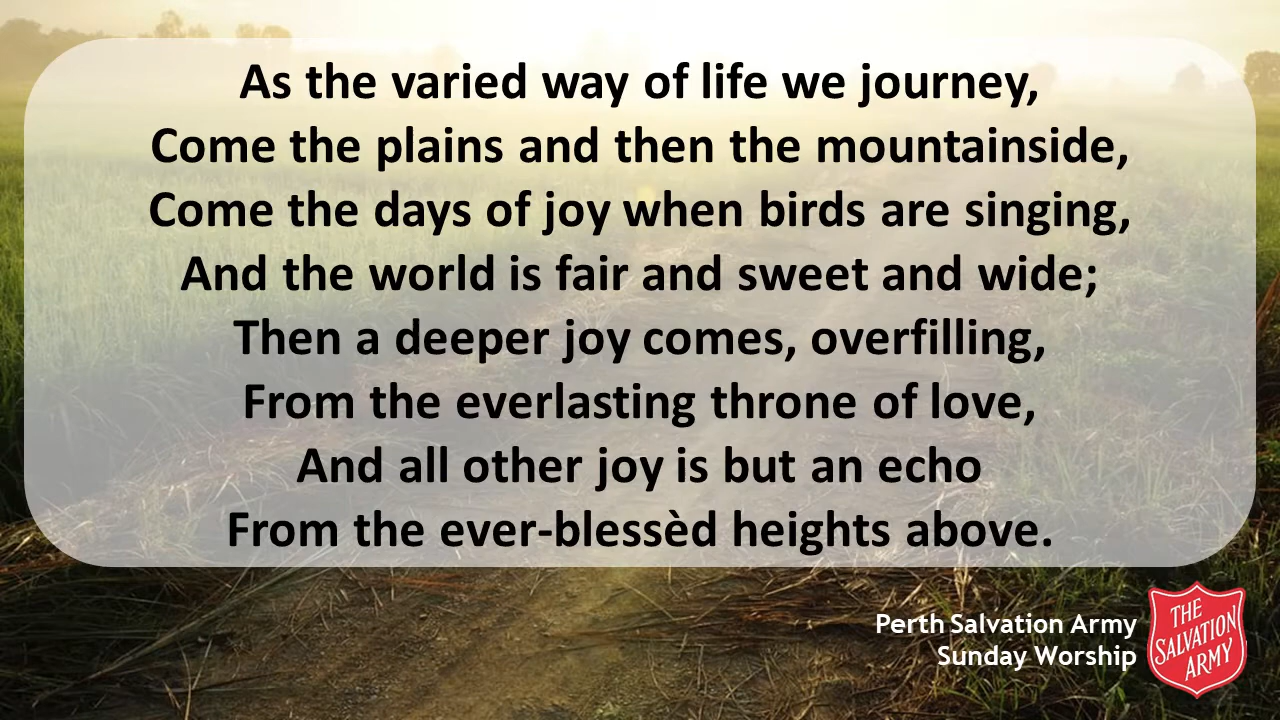 As the varied way of life we journey,
Come the plains and then the mountainside,
Come the days of joy when birds are singing,
And the world is fair and sweet and wide;
Then a deeper joy comes, overfilling,
From the everlasting throne of love,
And all other joy is but an echo
From the ever-blessèd heights above.
Perth Salvation Army
Sunday Worship
THE
SALVATION
ARMY